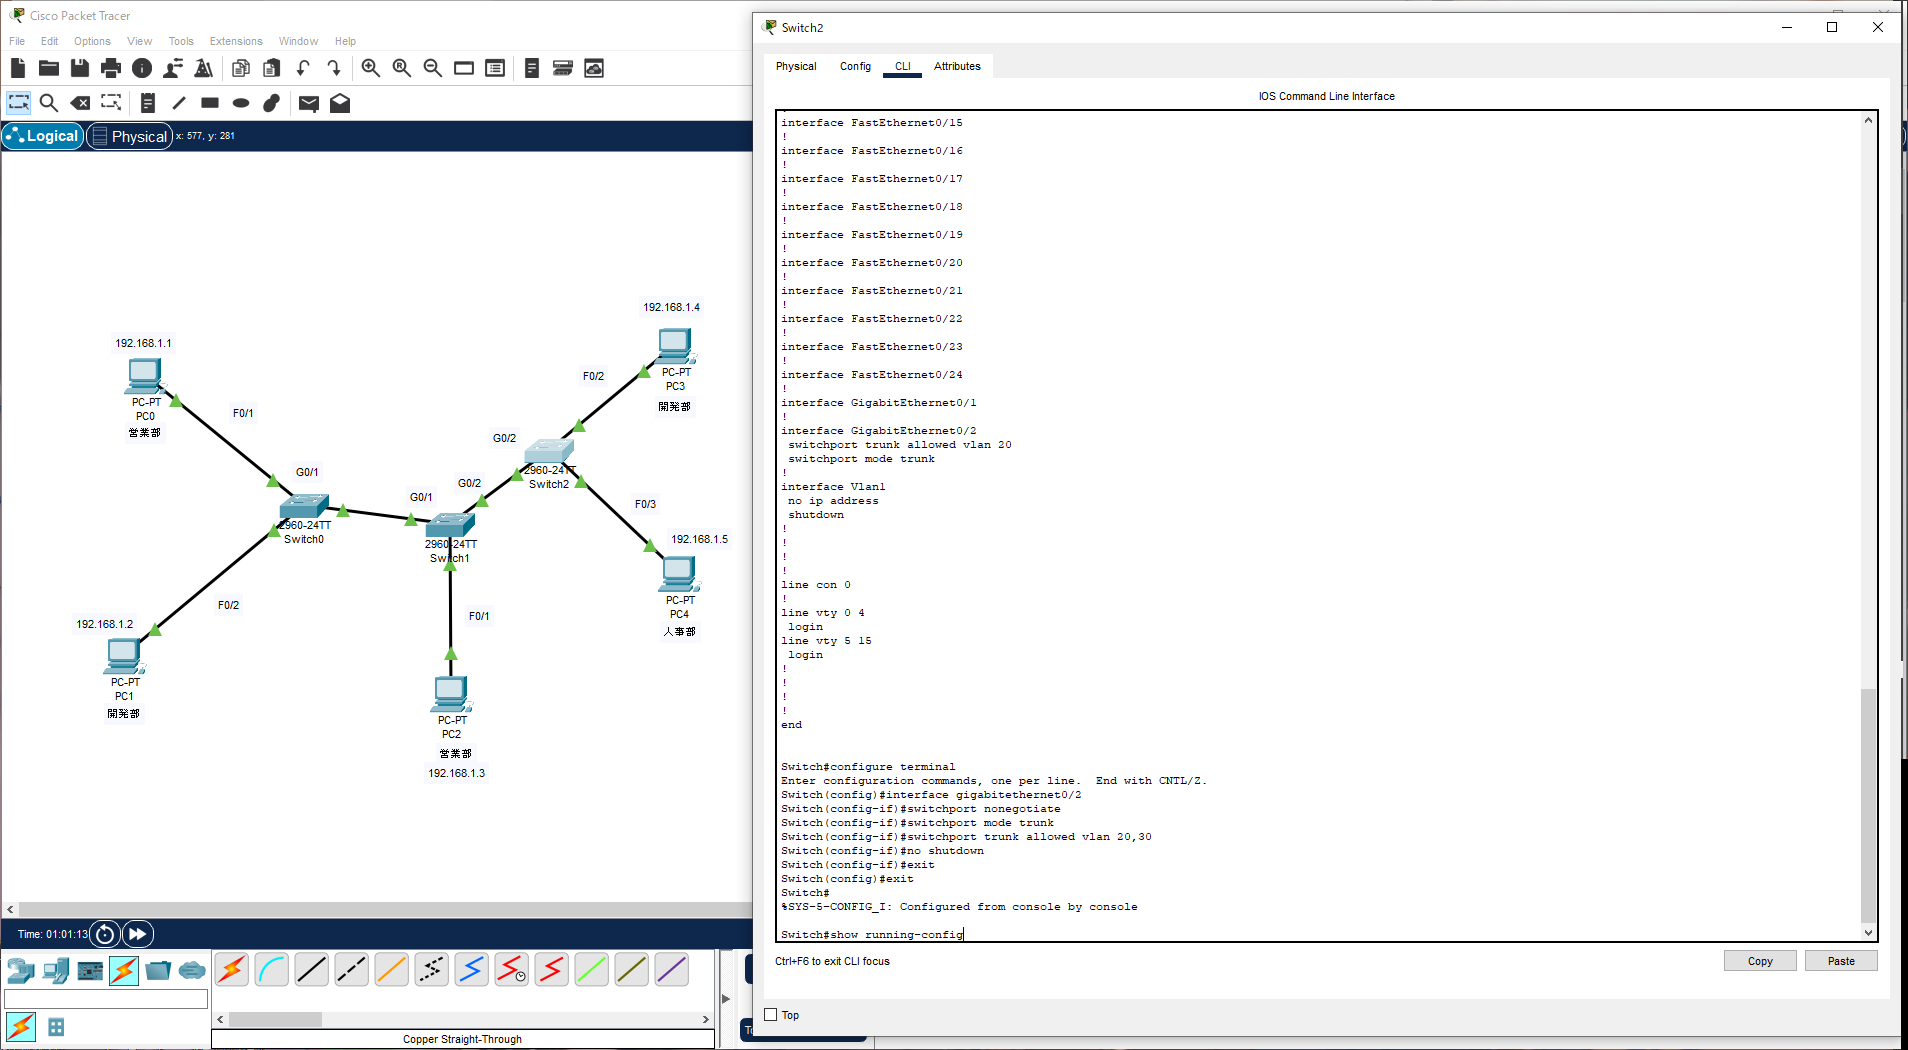 Cisco Packet Tracer
File Edit Options View Tools Extensions Window Help
Logical Physical x: 577, y: 281
192.168.1.1
PC-PT
PC0
営業部
F0/1
G0/1
2960-24TT
Switch0
F0/2
192.168.1.2
PC-PT
PC1
開発部
G0/1
G0/2
2960-24TT
Switch1
F0/1
PC-PT
PC2
営業部
192.168.1.3
G0/2
2960-24TT
Switch2
F0/2
192.168.1.4
PC-PT
PC3
開発部
F0/3
192.168.1.5
PC-PT
PC4
人事部
Time: 01:01:13
Copper Straight-Through
To
Switch2
Physical Config CLI Attributes
IOS Command Line Interface
interface FastEthernet0/15
!
interface FastEthernet0/16
!
interface FastEthernet0/17
!
interface FastEthernet0/18
!
interface FastEthernet0/19
!
interface FastEthernet0/20
!
interface FastEthernet0/21
!
interface FastEthernet0/22
!
interface FastEthernet0/23
!
interface FastEthernet0/24
!
interface GigabitEthernet0/1
!
interface GigabitEthernet0/2
switchport trunk allowed vlan 20
switchport mode trunk
!
interface Vlan1
no ip address
shutdown
!
!
!
!
line con 0
!
line vty 0 4
login
line vty 5 15
login
!
!
!
!
end
Switch#configure terminal
Enter configuration commands, one per line.  End with CNTL/Z.
Switch(config)#interface gigabitethernet0/2
Switch(config-if)#switchport nonegotiate
Switch(config-if)#switchport mode trunk
Switch(config-if)#switchport trunk allowed vlan 20,30
Switch(config-if)#no shutdown
Switch(config-if)#exit
Switch(config)#exit
Switch#
%SYS-5-CONFIG_I: Configured from console by console
Switch#show running-config
Ctrl+F6 to exit CLI focus
Copy Paste
Top